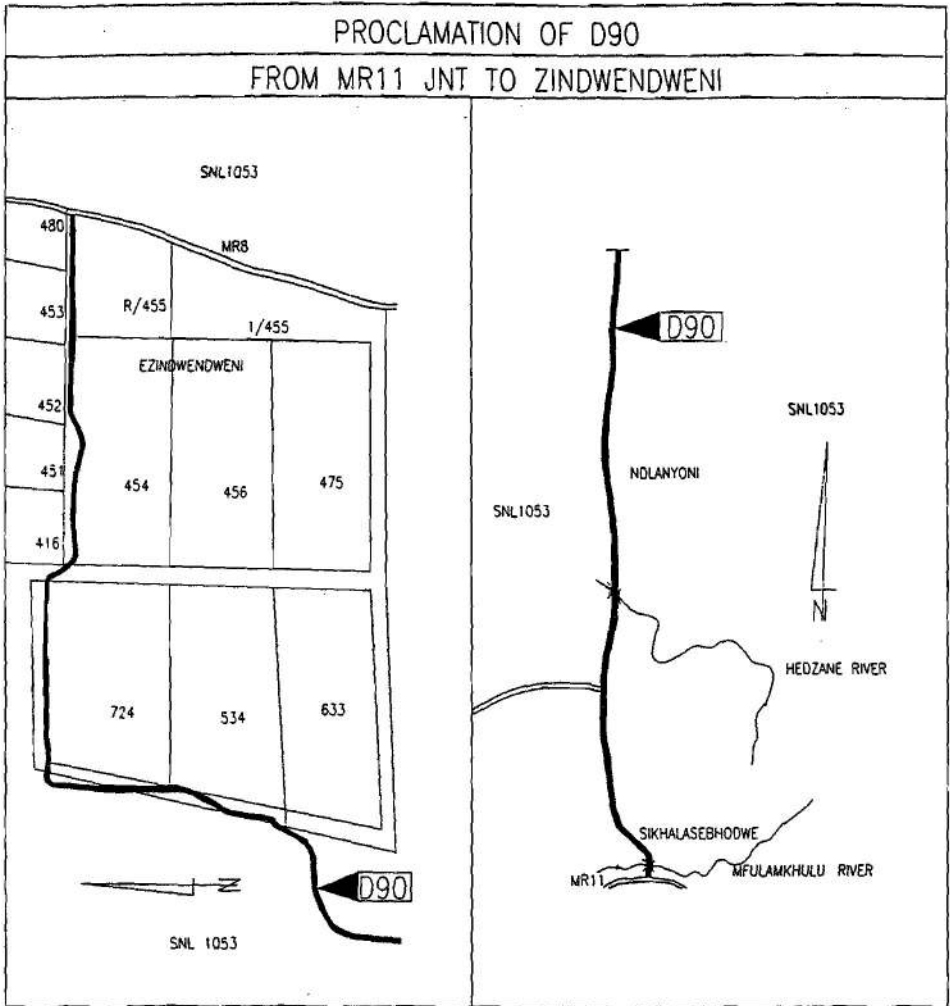 PROCLAMATION OF D90
FROM MR11 JNT TO ZINDWENDWENI
SNL1053
480
MR8
453
R/455
1/455
EZINDWENDWENI
452
451
454
456
475
416
724
534
633
N
D90
SNL 1053
D90
SNL1053
NDLANYONI
SNL1053
N
HEDZANE RIVER
SIKHALASEBHODWE
MR11
MFULAMKHULU RIVER